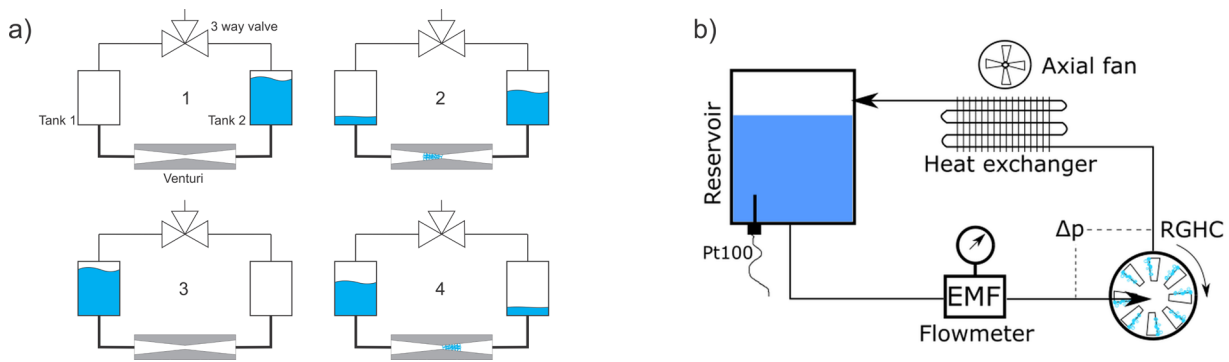 a)
3 way valve
1
Tank 1
Tank 2
Venturi
2
3
4
b)
Axial fan
Reservoir
Heat exchanger
Δp
RGHC
Pt100
EMF
Flowmeter